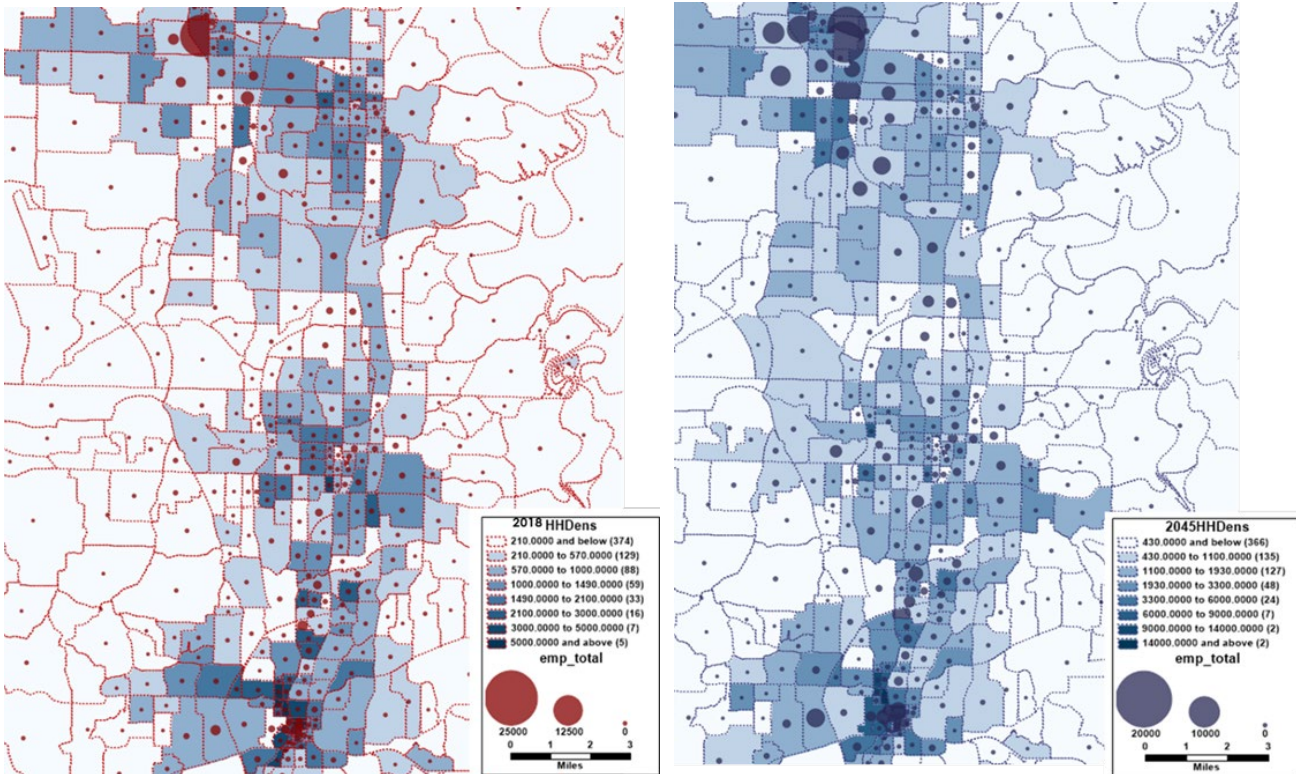 2018 HHDens
210.0000 and below (374)
210.0000 to 570.0000 (129)
570.0000 to 1000.0000 (88)
1000.0000 to 1490.0000 (59)
1490.0000 to 2100.0000 (33)
2100.0000 to 3000.0000 (16)
3000.0000 to 5000.0000 (7)
5000.0000 and above (5)
emp_total
25000 12500 0
0 1 2 3
Miles
2045HHDens
430.0000 and below (366)
430.0000 to 1100.0000 (135)
1100.0000 to 1930.0000 (127)
1930.0000 to 3300.0000 (48)
3300.0000 to 6000.0000 (24)
6000.0000 to 9000.0000 (7)
9000.0000 to 14000.0000 (2)
14000.0000 and above (2)
emp_total
20000 10000 0
0 1 2 3
Miles